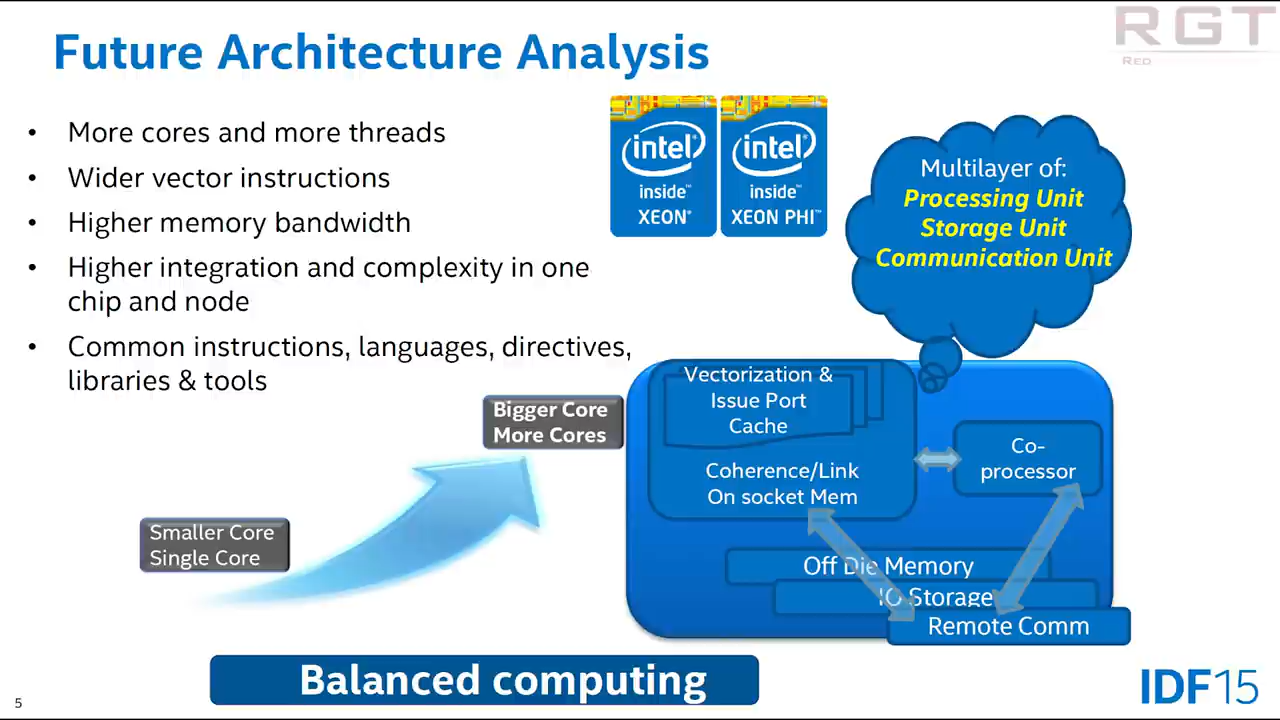 RGT
RED
Future Architecture Analysis
• More cores and more threads
• Wider vector instructions
• Higher memory bandwidth
• Higher integration and complexity in one
chip and node
• Common instructions, languages, directives,
libraries & tools
intel®
inside™
XEON®
intel®
inside™
XEON PHI™
Multilayer of:
Processing Unit
Storage Unit
Communication Unit
Bigger Core
More Cores
Smaller Core
Single Core
Vectorization &
Issue Port
Cache
Coherence/Link
On socket Mem
Co-
processor
Off Die Memory
IO Storage
Remote Comm
Balanced computing
5
IDF15